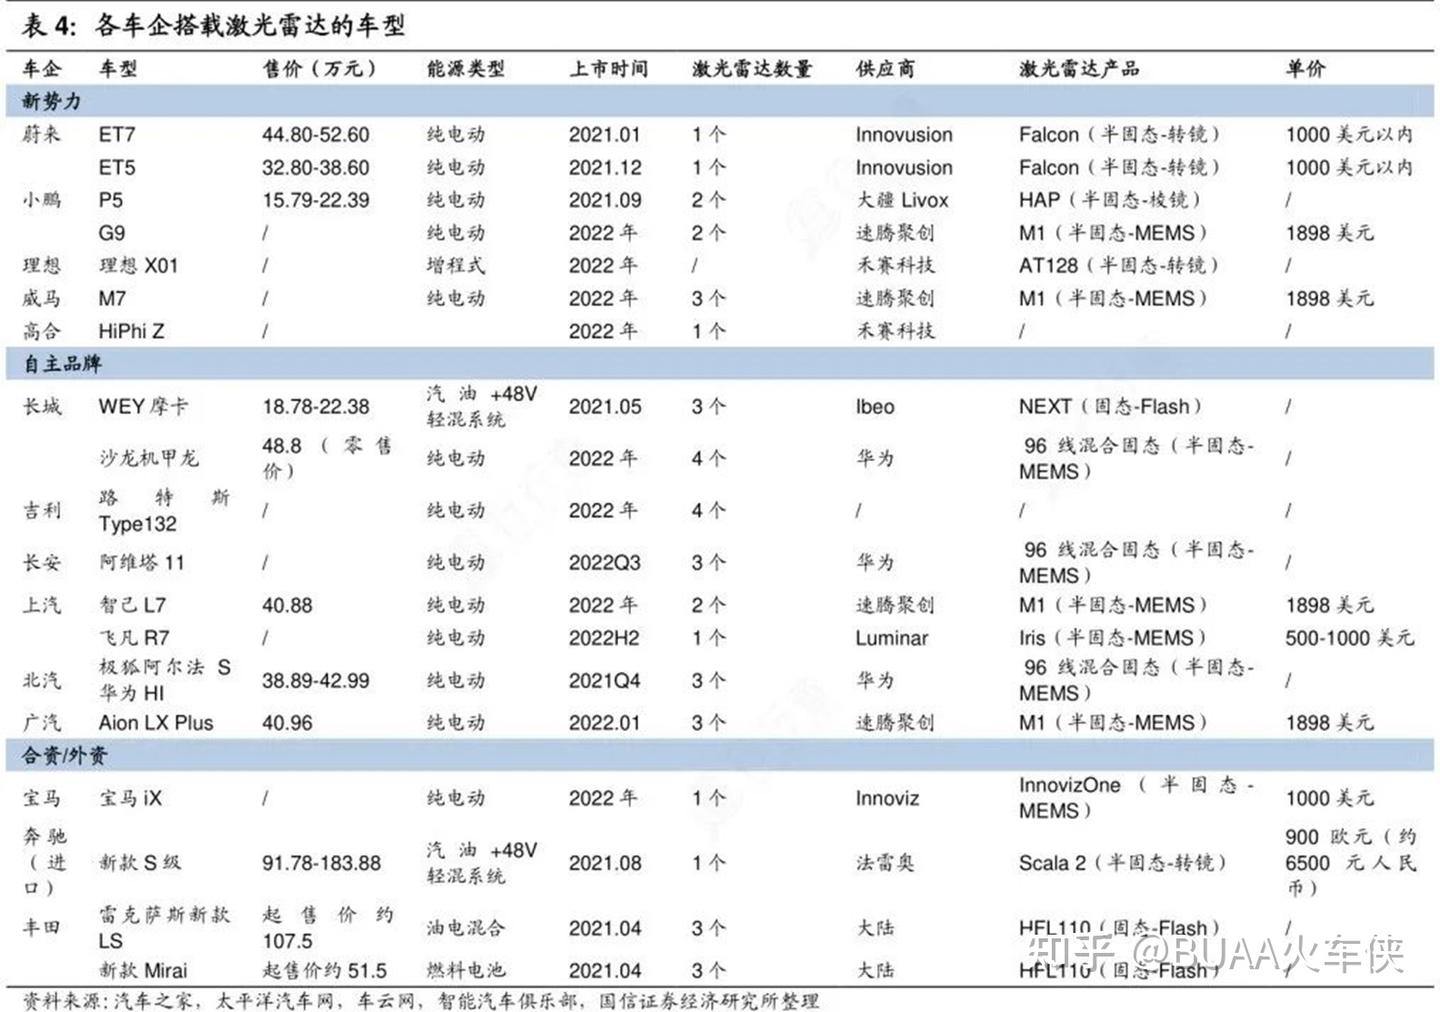 表 4: 各车企搭载激光雷达的车型
车企 车型 售价（万元） 能源类型 上市时间 激光雷达数量 供应商 激光雷达产品 单价
新势力
蔚来 ET7 44.80-52.60 纯电动 2021.01 1 个 Innovusion Falcon（半固态-转镜） 1000 美元以内
ET5 32.80-38.60 纯电动 2021.12 1 个 Innovusion Falcon（半固态-转镜） 1000 美元以内
小鹏 P5 15.79-22.39 纯电动 2021.09 2 个 大疆 Livox HAP（半固态-棱镜） /
G9 / 纯电动 2022 年 2 个 速腾聚创 M1（半固态-MEMS） 1898 美元
理想 理想 X01 / 增程式 2022 年 / 禾赛科技 AT128（半固态-转镜） /
威马 M7 / 纯电动 2022 年 3 个 速腾聚创 M1（半固态-MEMS） 1898 美元
高合 HiPhi Z / 2022 年 1 个 禾赛科技 / /
自主品牌
长城 WEY 摩卡 18.78-22.38 汽油 +48V
轻混系统 2021.05 3 个 Ibeo NEXT（固态-Flash） /
沙龙机甲龙 48.8（零售
价） 纯电动 2022 年 4 个 华为 96 线混合固态（半固态-
MEMS） /
吉利 路特斯
Type132 / 纯电动 2022 年 4 个 / / /
长安 阿维塔 11 / 纯电动 2022Q3 3 个 华为 96 线混合固态（半固态-
MEMS） /
上汽 智己 L7 40.88 纯电动 2022 年 2 个 速腾聚创 M1（半固态-MEMS） 1898 美元
飞凡 R7 / 纯电动 2022H2 1 个 Luminar Iris（半固态-MEMS） 500-1000 美元
北汽 极狐阿尔法 S
华为 HI 38.89-42.99 纯电动 2021Q4 3 个 华为 96 线混合固态（半固态-
MEMS） /
广汽 Aion LX Plus 40.96 纯电动 2022.01 3 个 速腾聚创 M1（半固态-MEMS） 1898 美元
合资/外资
宝马 宝马 iX / 纯电动 2022 年 1 个 Innoviz InnovizOne（半固态-
MEMS） 1000 美元
奔驰
（进
口） 新款 S 级 91.78-183.88 汽油 +48V
轻混系统 2021.08 1 个 法雷奥 Scala 2（半固态-转镜） 900 欧元（约
6500 元人民
币）
丰田 雷克萨斯新款
LS 起售价约
107.5 油电混合 2021.04 3 个 大陆 HFL110（固态-Flash） /
新款 Mirai 起售价约 51.5 燃料电池 2021.04 3 个 大陆 HFL110（固态-Flash） /
知乎 @BUAA火车侠
资料来源: 汽车之家，太平洋汽车网，车云网，智能汽车俱乐部，国信证券经济研究所整理